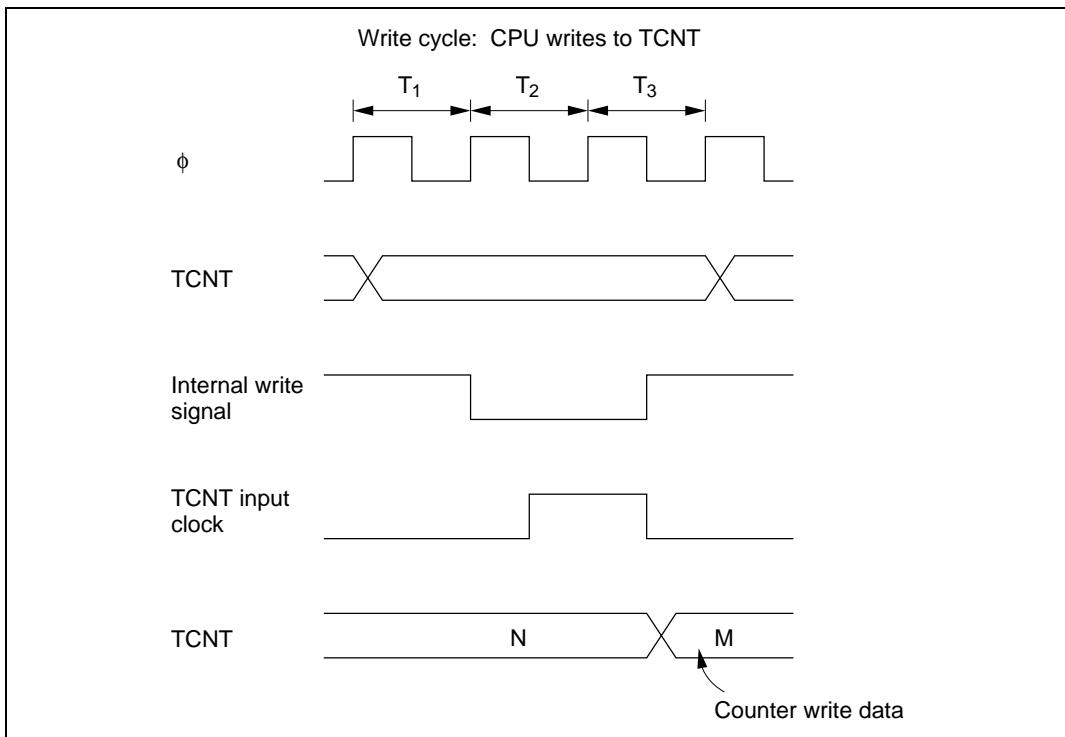 Write cycle: CPU writes to TCNT
T₁ T₂ T₃
ϕ
TCNT
Internal write
signal
TCNT input
clock
TCNT N M
Counter write data